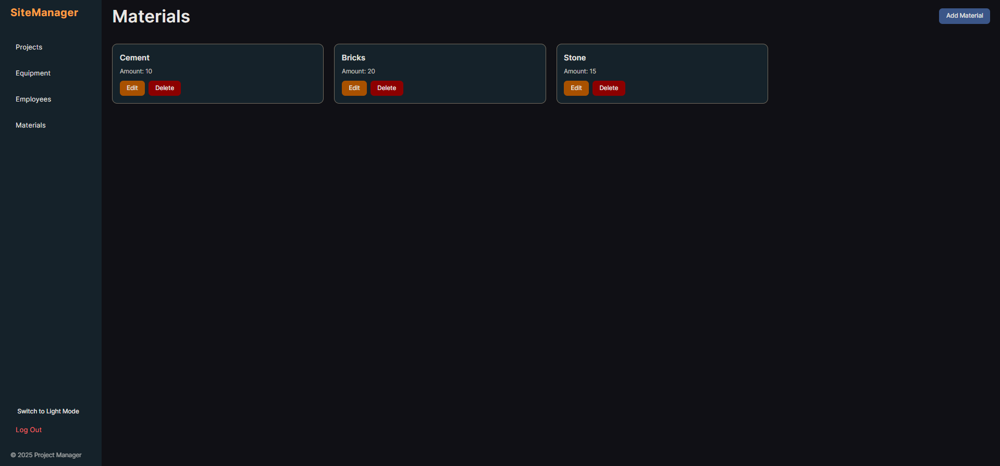 SiteManager
Projects
Equipment
Employees
Materials
Switch to Light Mode
Log Out
© 2025 Project Manager
Materials
Add Material
Cement
Amount: 10
Edit Delete
Bricks
Amount: 20
Edit Delete
Stone
Amount: 15
Edit Delete